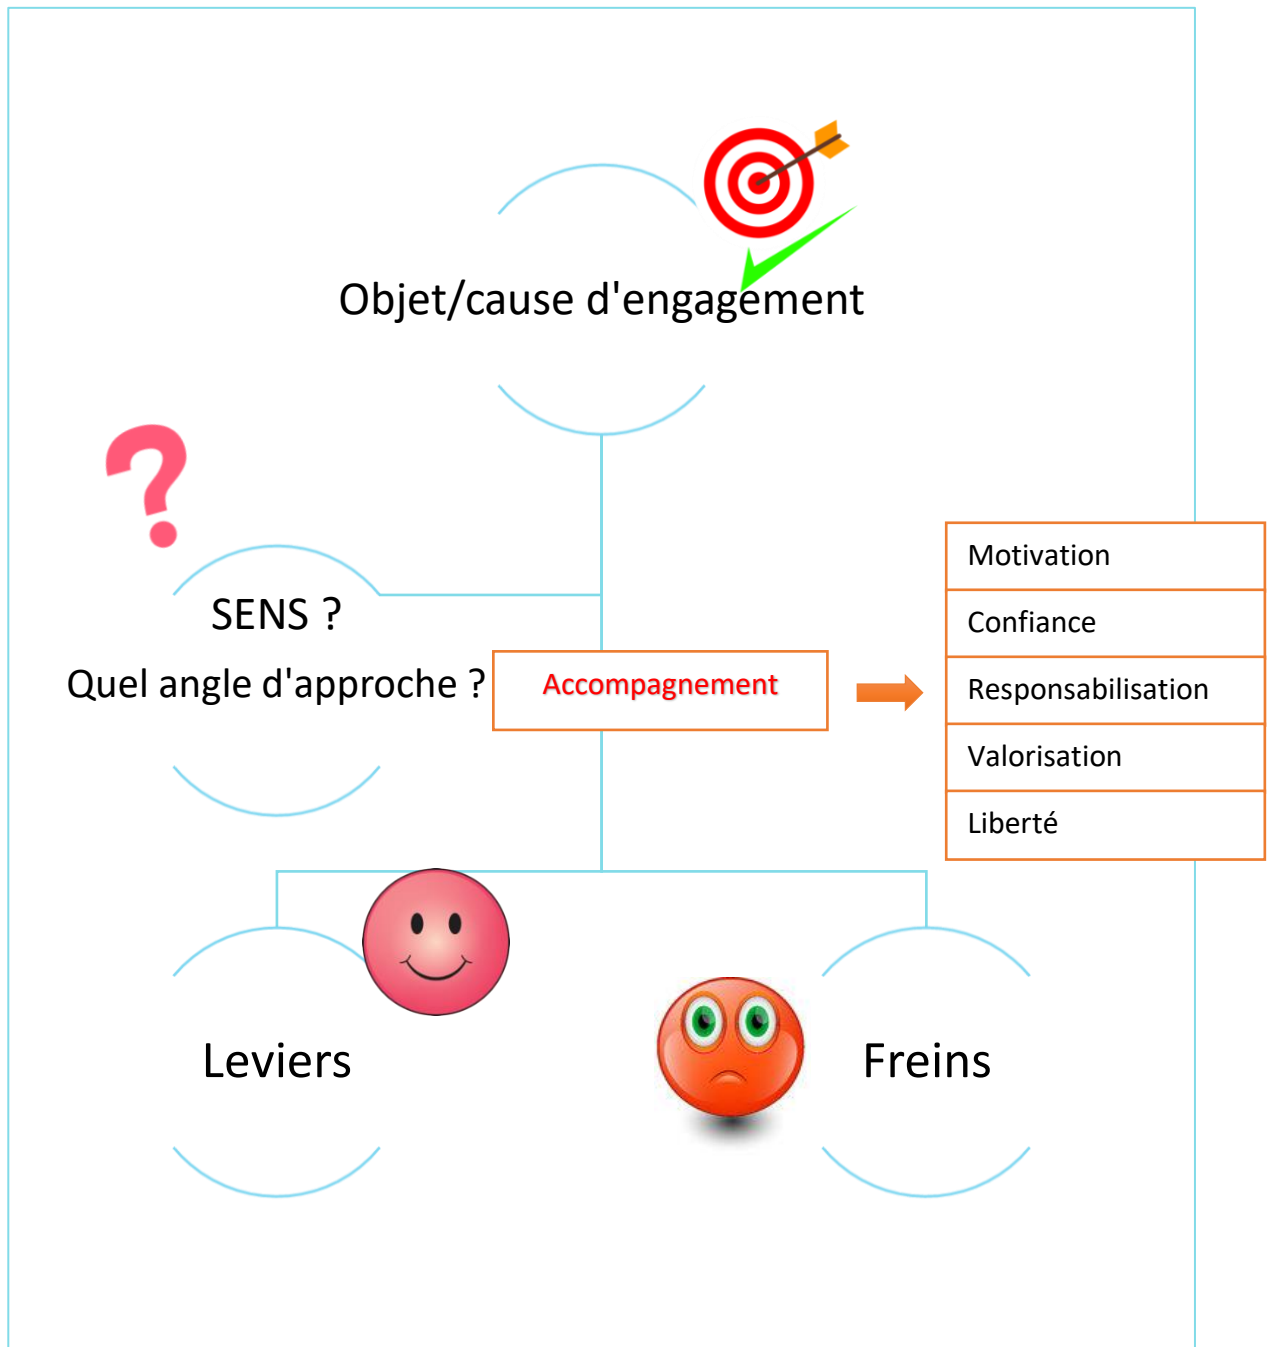 Objet/cause d'engagement
SENS ?
Quel angle d'approche ?
Accompagnement
Motivation
Confiance
Responsabilisation
Valorisation
Liberté
Leviers
Freins